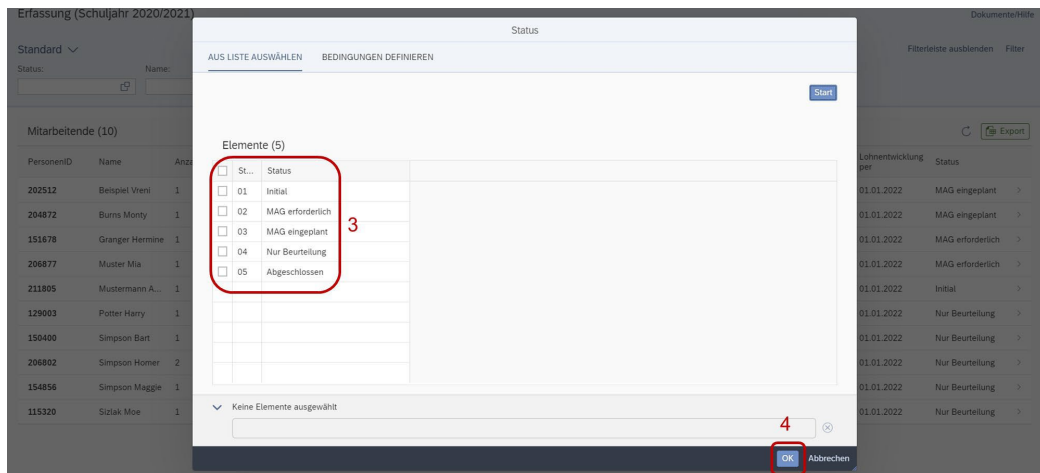 Erfassung (Schuljahr 2020/2021)
Dokumente/Hilfe
Status
Standard
Filterleiste ausblenden Filter
AUS LISTE AUSWÄHLEN BEDINGUNGEN DEFINIEREN
Status: Name:
Start
Mitarbeitende (10)
Export
Elemente (5)
PersonenID Name Lohnentwicklung per Status
St... Status
01 Initial
02 MAG erforderlich
03 MAG eingeplant
04 Nur Beurteilung
05 Abgeschlossen
3
202512 Beispiel Vreni 1 01.01.2022 MAG eingeplant
204872 Burns Monty 1 01.01.2022 MAG eingeplant
151678 Granger Hermine 1 01.01.2022 MAG erforderlich
206877 Muster Mia 1 01.01.2022 MAG erforderlich
211805 Mustermann A... 1 01.01.2022 Initial
129003 Potter Harry 1 01.01.2022 Nur Beurteilung
150400 Simpson Bart 1 01.01.2022 Nur Beurteilung
206802 Simpson Homer 2 01.01.2022 Nur Beurteilung
154856 Simpson Maggie 1 01.01.2022 Nur Beurteilung
115320 Sizlak Moe 1 01.01.2022 Nur Beurteilung
Keine Elemente ausgewählt
4
OK Abbrechen